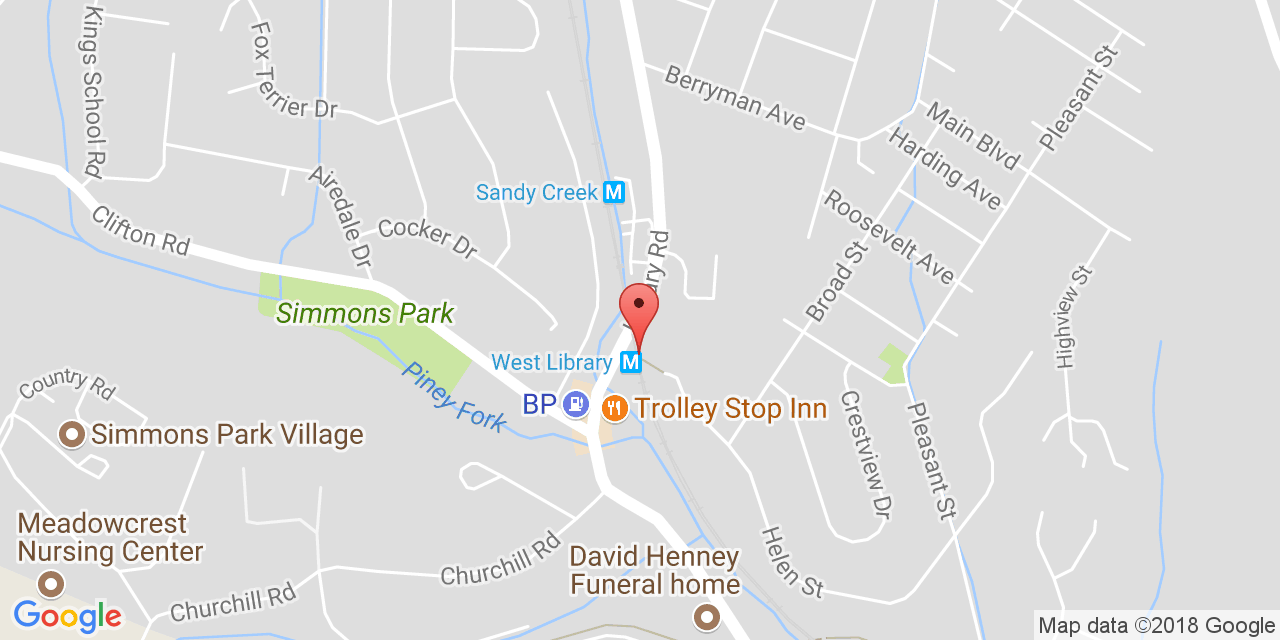 Kings School Rd
Fox Terrier Dr
Berryman Ave
Pleasant St
Main Blvd
Harding Ave
Airedale Dr
Sandy Creek M
Roosevelt Ave
Clifton Rd
Cocker Dr
ary Rd
Broad St
Highview St
Simmons Park
West Library M
Country Rd
Piney Fork
BP
Trolley Stop Inn
Crestview Dr
Pleasant St
Simmons Park Village
Meadowcrest
Nursing Center
Churchill Rd
Helen St
David Henney
Funeral home
Churchill Rd
Google
Map data ©2018 Google